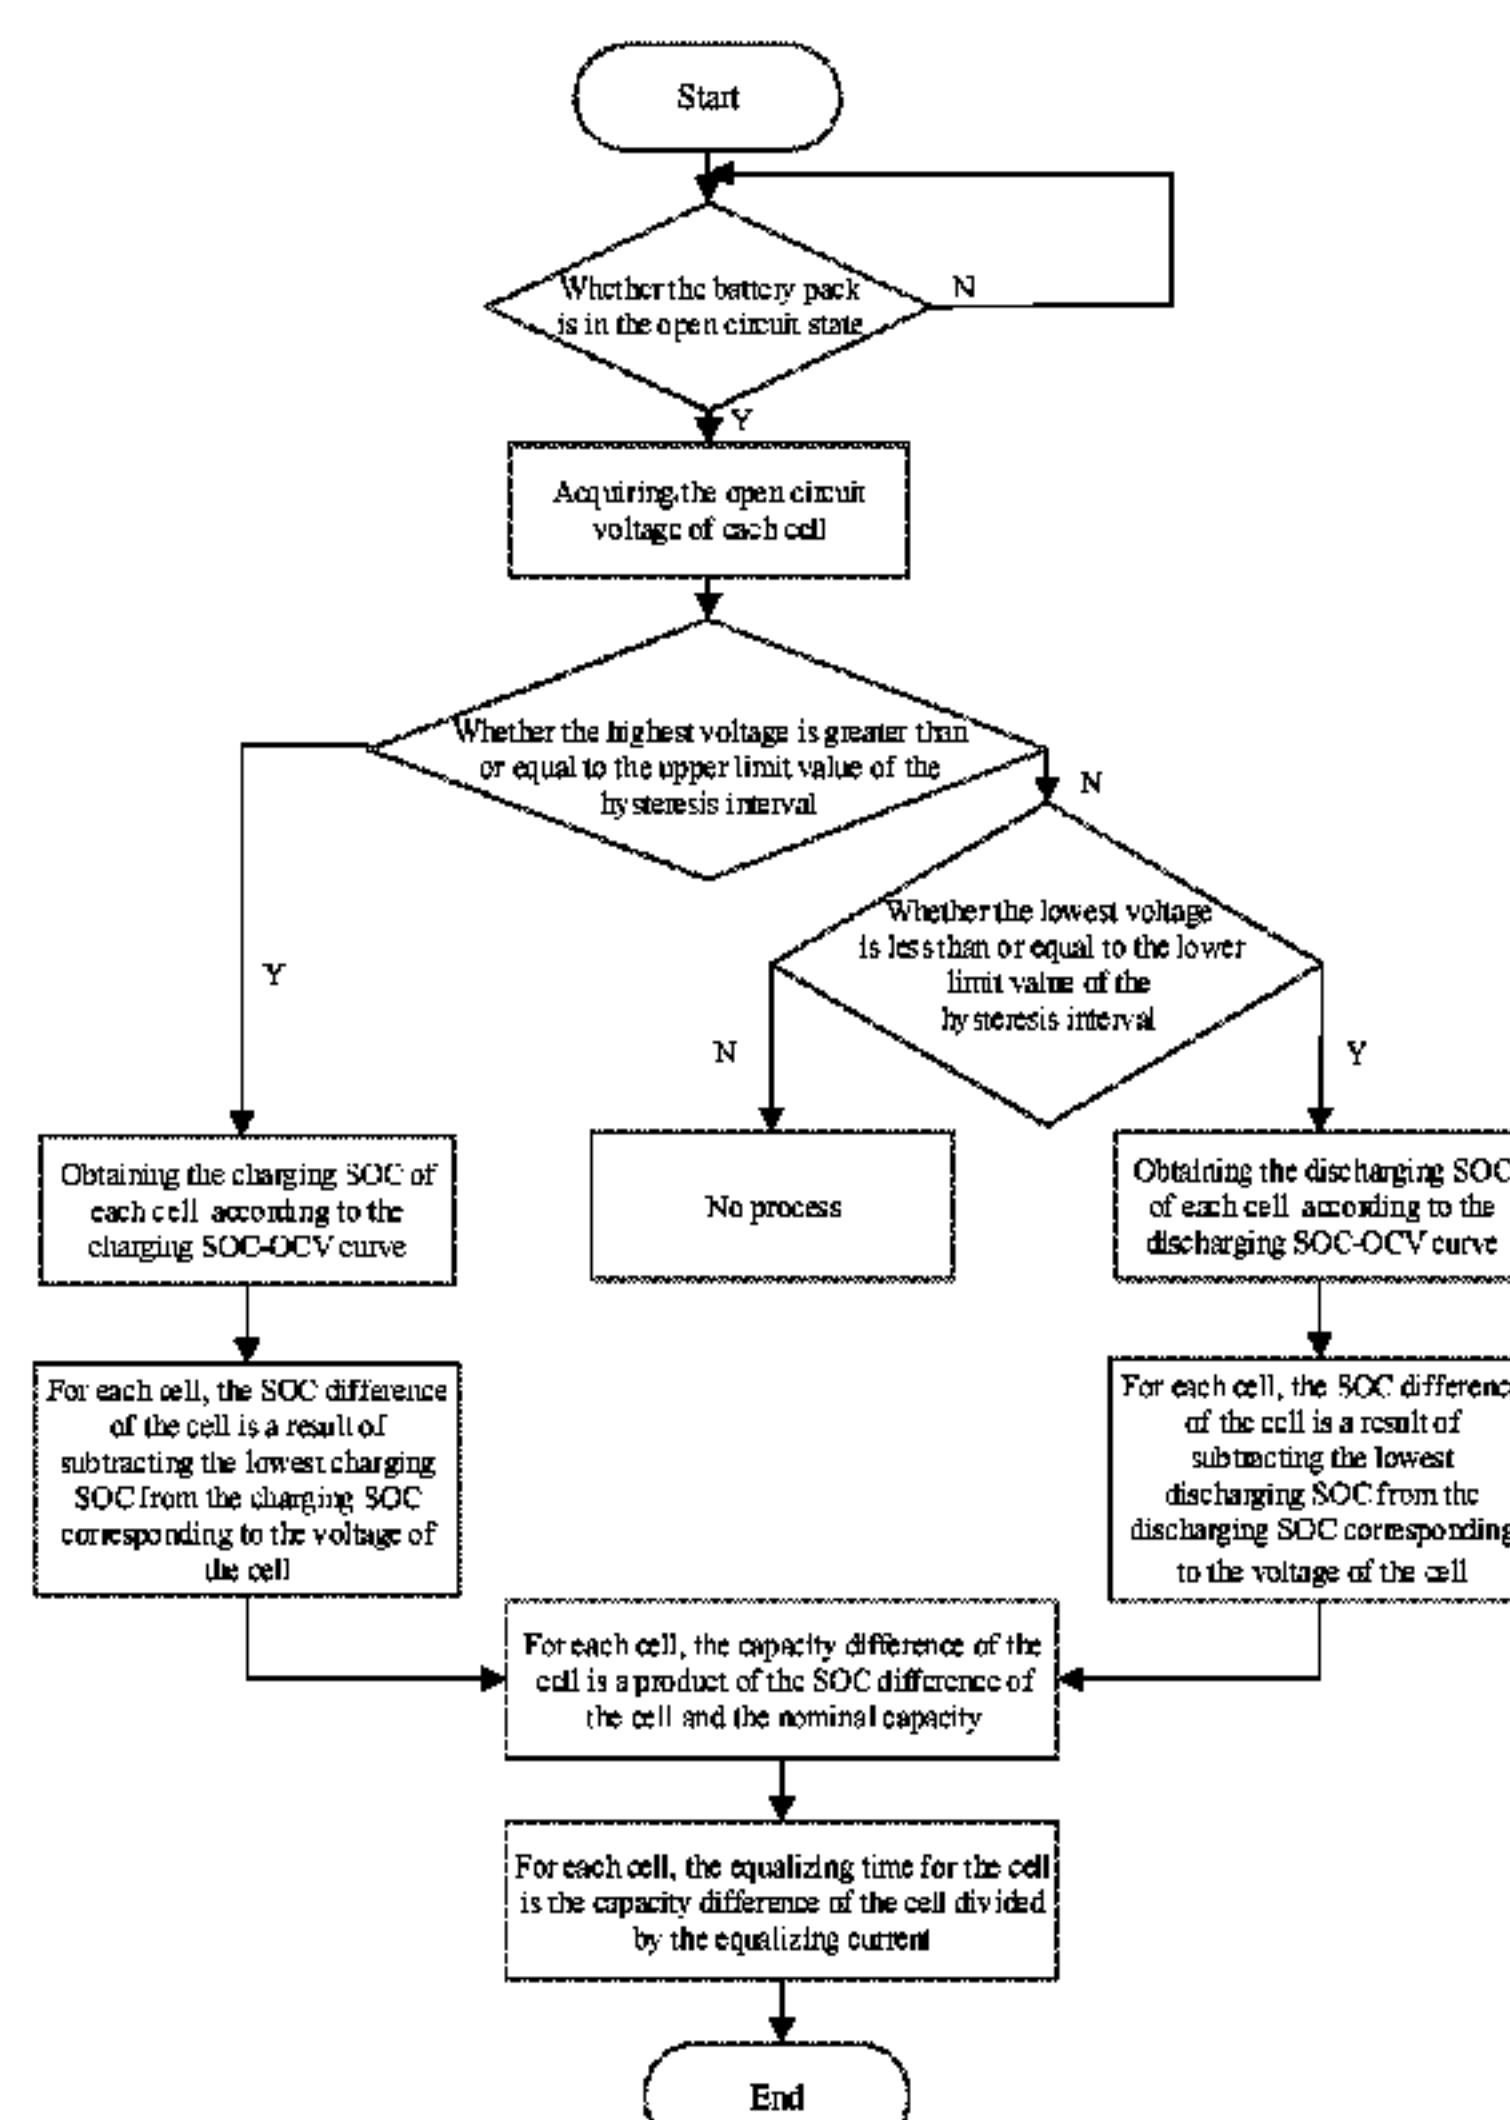 Start
Whether the battery pack
is in the open circuit state
N
Y
Acquiring the open circuit
voltage of each cell
Whether the highest voltage is greater than
or equal to the upper limit value of the
hysteresis interval
N
Y
Whether the lowest voltage
is less than or equal to the lower
limit value of the
hysteresis interval
N
Y
Obtaining the charging SOC of
each cell according to the
charging SOC-OCV curve
No process
Obtaining the discharging SOC
of each cell according to the
discharging SOC-OCV curve
For each cell, the SOC difference
of the cell is a result of
subtracting the lowest charging
SOC from the charging SOC
corresponding to the voltage of
the cell
For each cell, the SOC differenc
of the cell is a result of
subtracting the lowest
discharging SOC from the
discharging SOC corresponding
to the voltage of the cell
For each cell, the capacity difference of the
cell is a product of the SOC difference of
the cell and the nominal capacity
For each cell, the equalizing time for the cell
is the capacity difference of the cell divided
by the equalizing current
End